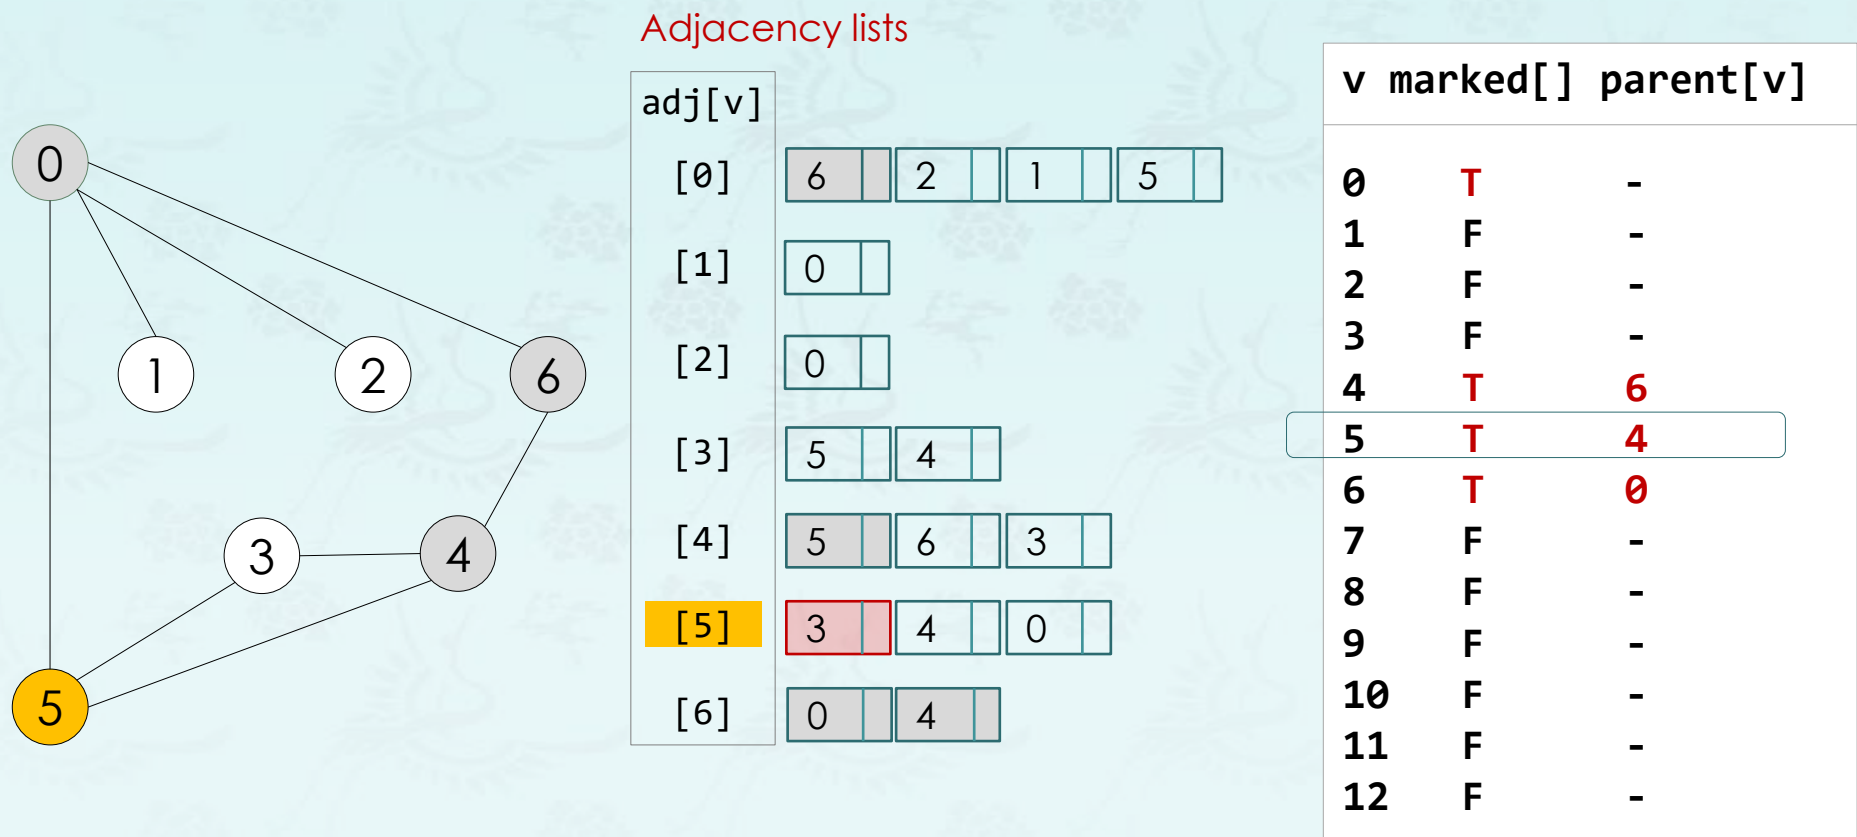 Adjacency lists
v marked[] parent[v]
adj[v]
0
1
2
6
3
4
5
[0] 6 2 1 5
[1] 0
[2] 0
[3] 5 4
[4] 5 6 3
[5] 3 4 0
[6] 0 4
0 T -
1 F -
2 F -
3 F -
4 T 6
5 T 4
6 T 0
7 F -
8 F -
9 F -
10 F -
11 F -
12 F -